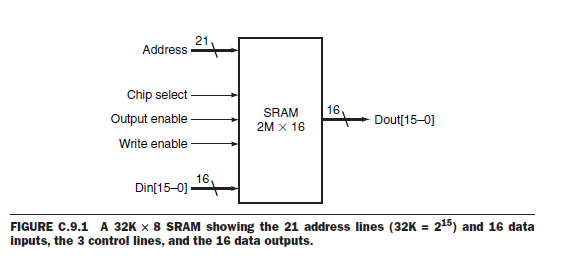 Address
21
Chip select
Output enable
Write enable
Din[15–0]
16
SRAM
2M × 16
16
Dout[15–0]
FIGURE C.9.1 A 32K × 8 SRAM showing the 21 address lines (32K = 2¹⁵) and 16 data
inputs, the 3 control lines, and the 16 data outputs.